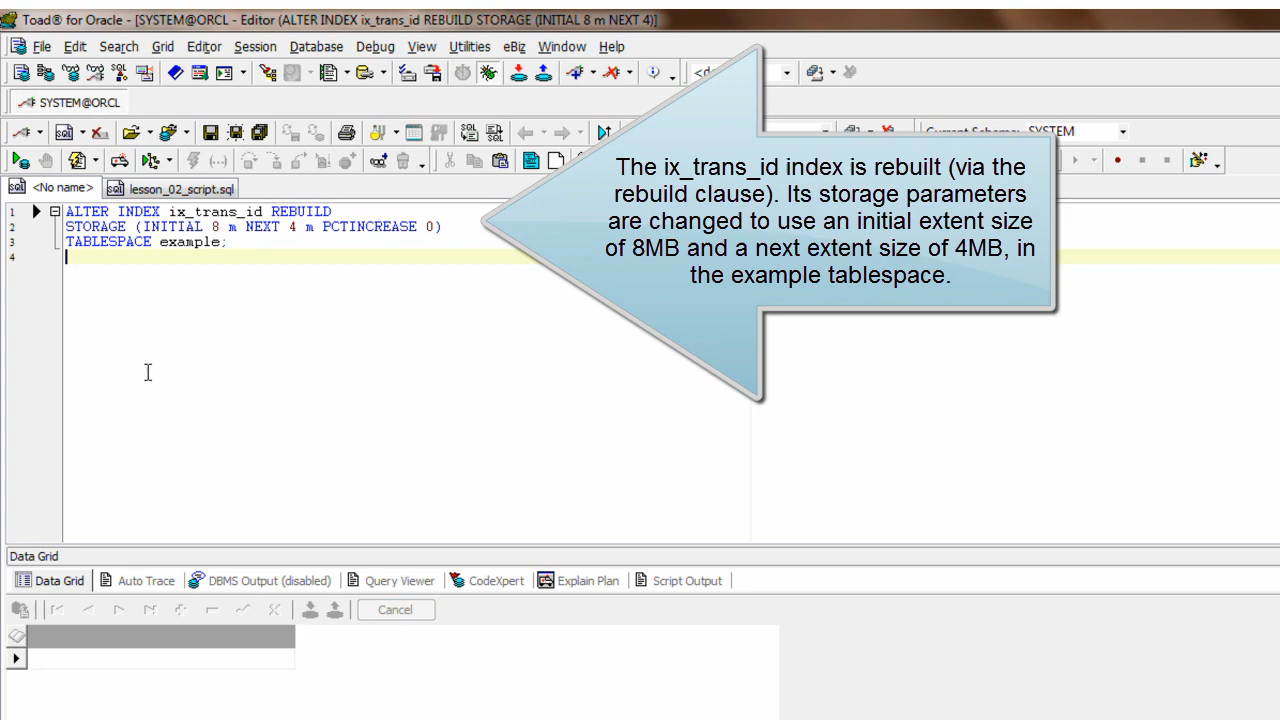 Toad® for Oracle - [SYSTEM@ORCL - Editor (ALTER INDEX ix_trans_id REBUILD STORAGE (INITIAL 8 m NEXT 4)]
File Edit Search Grid Editor Session Database Debug View Utilities eBiz Window Help
SYSTEM@ORCL
Current Schema: SYSTEM
<No name> lesson_02_script.sql
1 ALTER INDEX ix_trans_id REBUILD
2 STORAGE (INITIAL 8 m NEXT 4 m PCTINCREASE 0)
3 TABLESPACE example;
4
The ix_trans_id index is rebuilt (via the
rebuild clause). Its storage parameters
are changed to use an initial extent size
of 8MB and a next extent size of 4MB, in
the example tablespace.
Data Grid
Data Grid Auto Trace DBMS Output (disabled) Query Viewer CodeXpert Explain Plan Script Output
Cancel